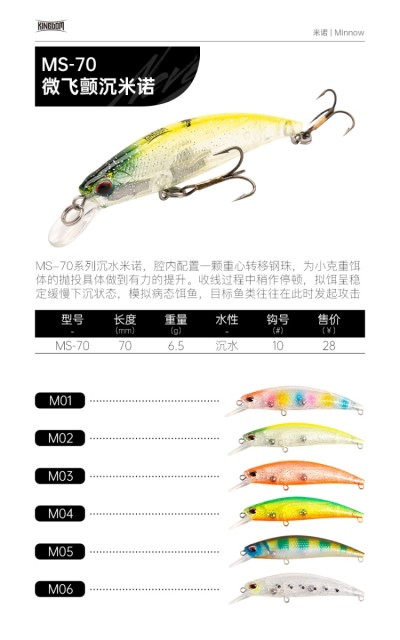 KINGDOM
米诺 | Minnow
MS-70
微飞颤沉米诺
MS-70系列沉水米诺，腔内配置一颗重心转移钢珠，为小克重饵
体的抛投具体做到有力的提升。收线过程中稍作停顿，拟饵呈稳
定缓慢下沉状态，模拟病态饵鱼，目标鱼类往往在此时发起攻击
型号 长度 重量 水性 钩号 售价
- (mm) (g) - (#) (￥)
MS-70 70 6.5 沉水 10 28
M01
M02
M03
M04
M05
M06